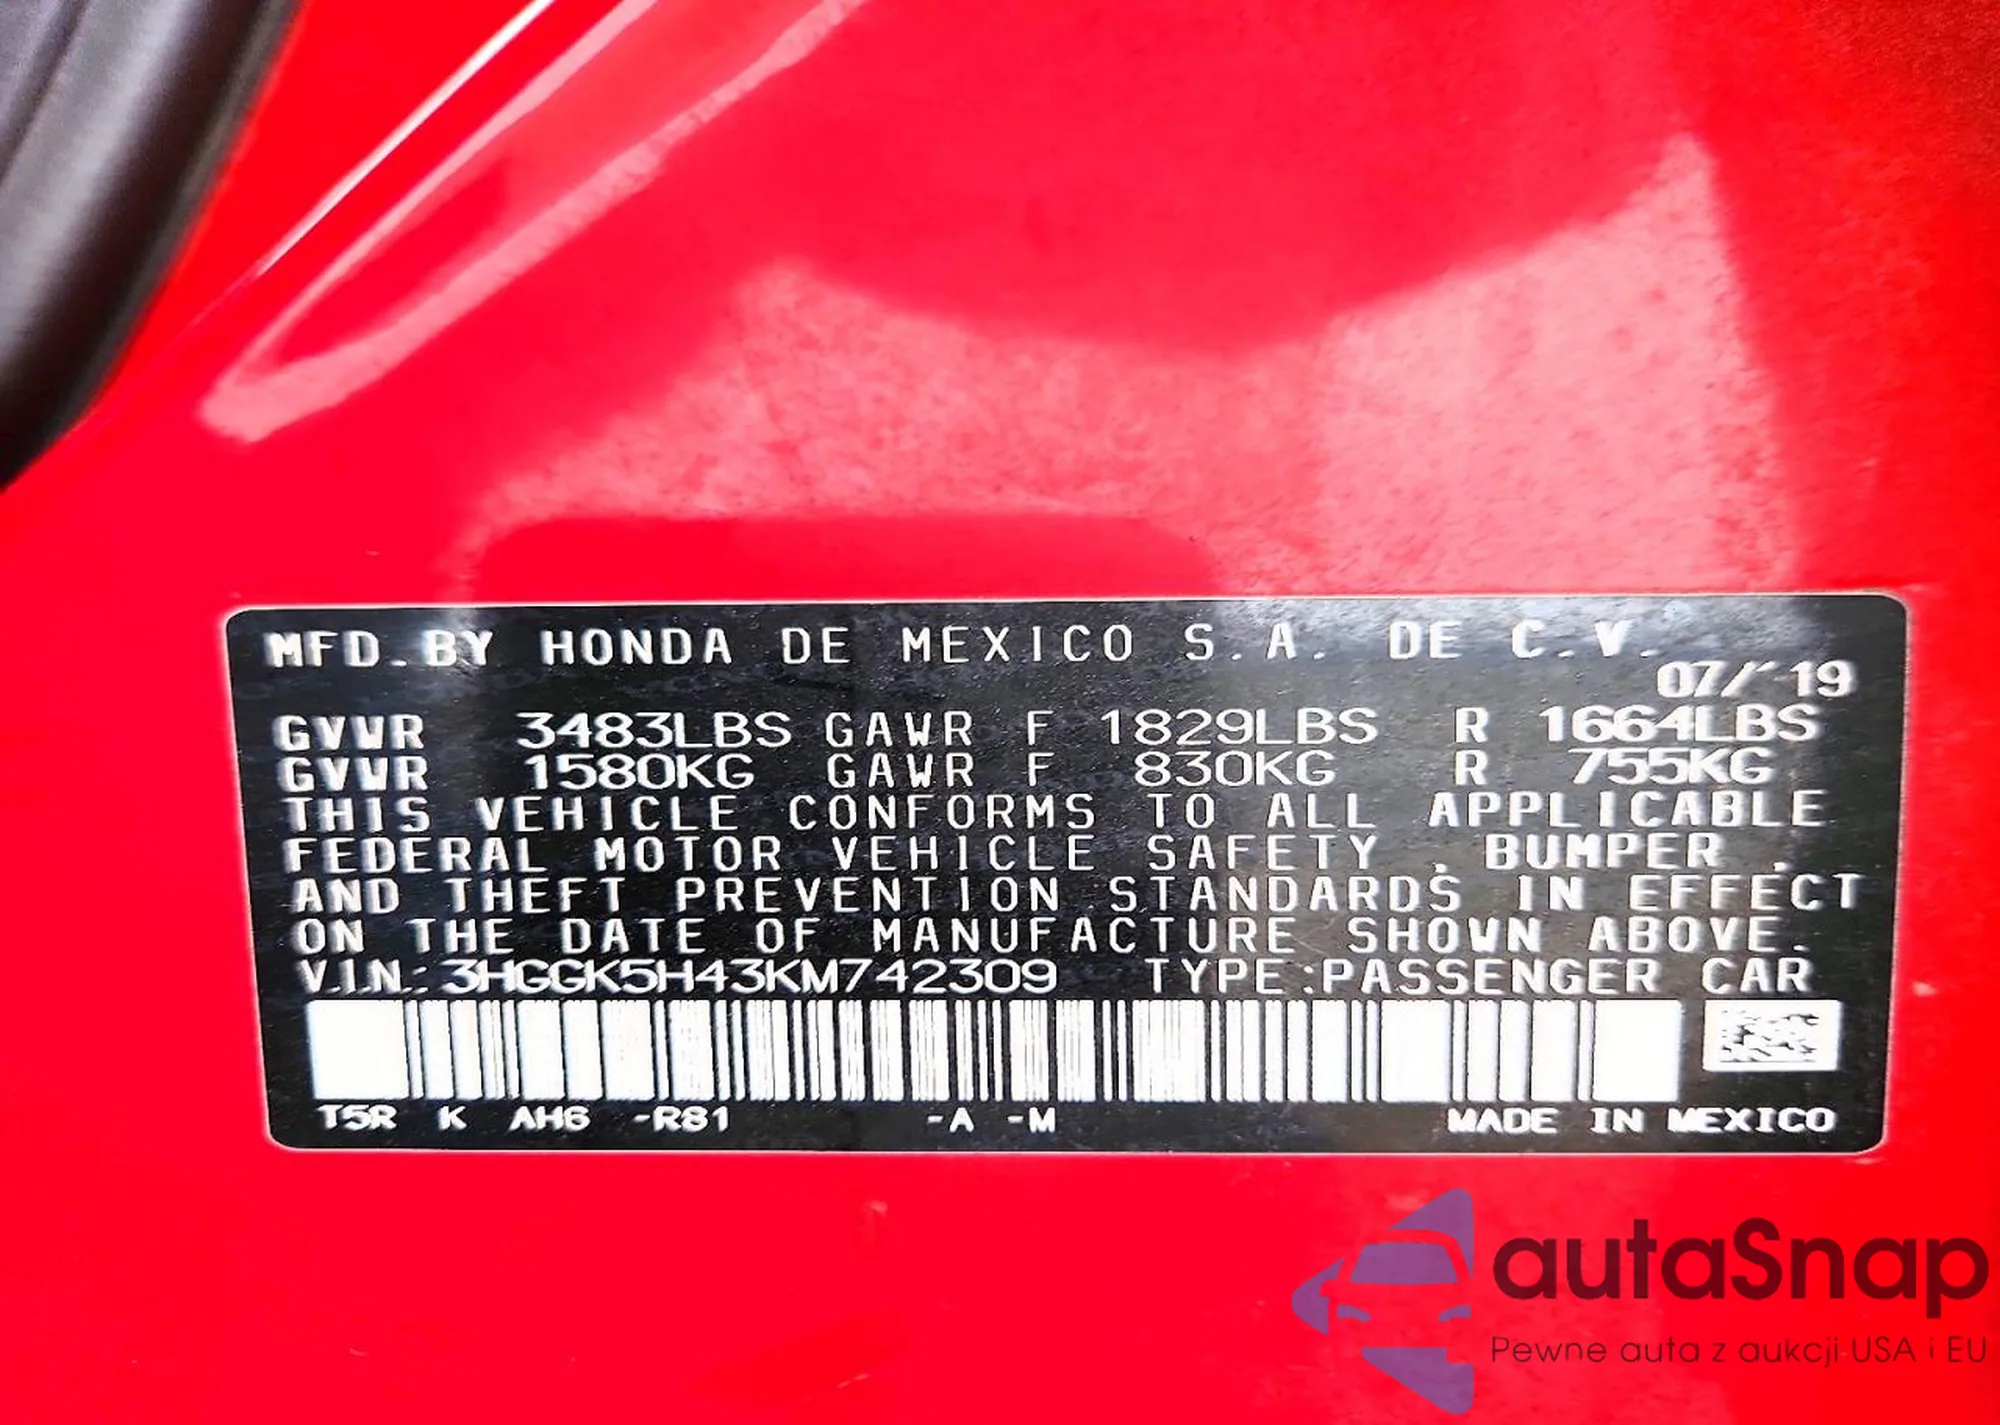 MFD. BY HONDA DE MEXICO S.A. DE C.V.
07/19
GVWR 3483LBS GAWR F 1829LBS R 1664LBS
GVWR 1580KG GAWR F 830KG R 755KG
THIS VEHICLE CONFORMS TO ALL APPLICABLE
FEDERAL MOTOR VEHICLE SAFETY, BUMPER,
AND THEFT PREVENTION STANDARDS IN EFFECT
ON THE DATE OF MANUFACTURE SHOWN ABOVE.
V.I.N.: 3HGGK5H43KM742309 TYPE:PASSENGER CAR
T5R K AH6 -R81 -A -M MADE IN MEXICO
autaSnap
Pewne auta z aukcji USA i EU